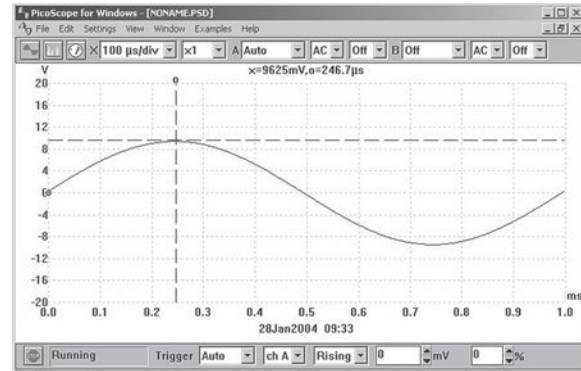 PicoScope for Windows - [NONAME.PSD]
File Edit Settings View Window Examples Help
100 µs/div x1 A Auto AC Off B Off AC Off
V x=9625mV,o=246.7µs
o
20
16
12
8
4
0
-4
-8
-12
-16
-20
0.0 0.1 0.2 0.3 0.4 0.5 0.6 0.7 0.8 0.9 1.0
ms
28Jan2004 09:33
Running Trigger Auto ch A Rising 0 mV 0 %